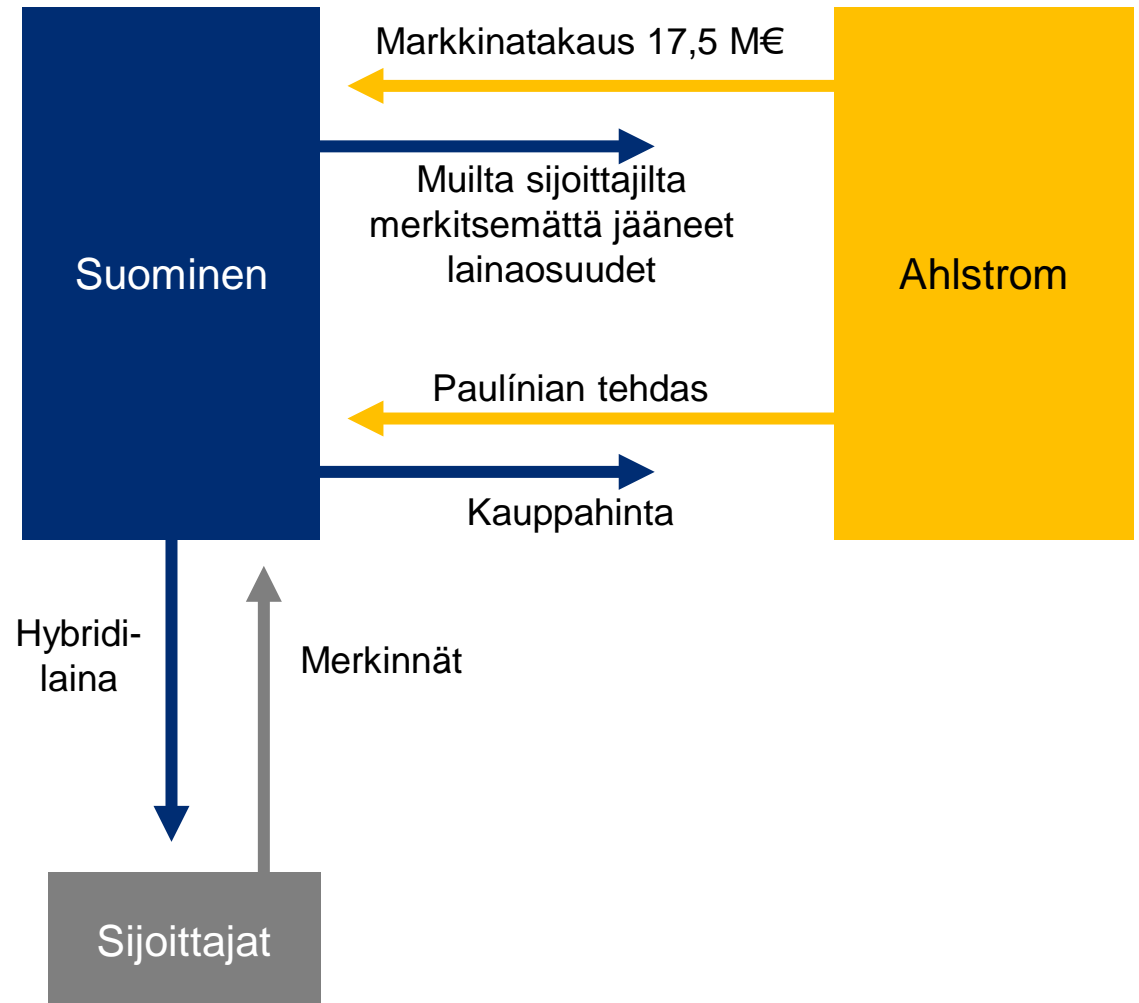 Markkinatakaus 17,5 M€
Muilta sijoittajilta
merkitsemättä jääneet
lainaosuudet
Suominen
Ahlstrom
Paulínian tehdas
Kauppahinta
Hybridi-
laina
Merkinnät
Sijoittajat